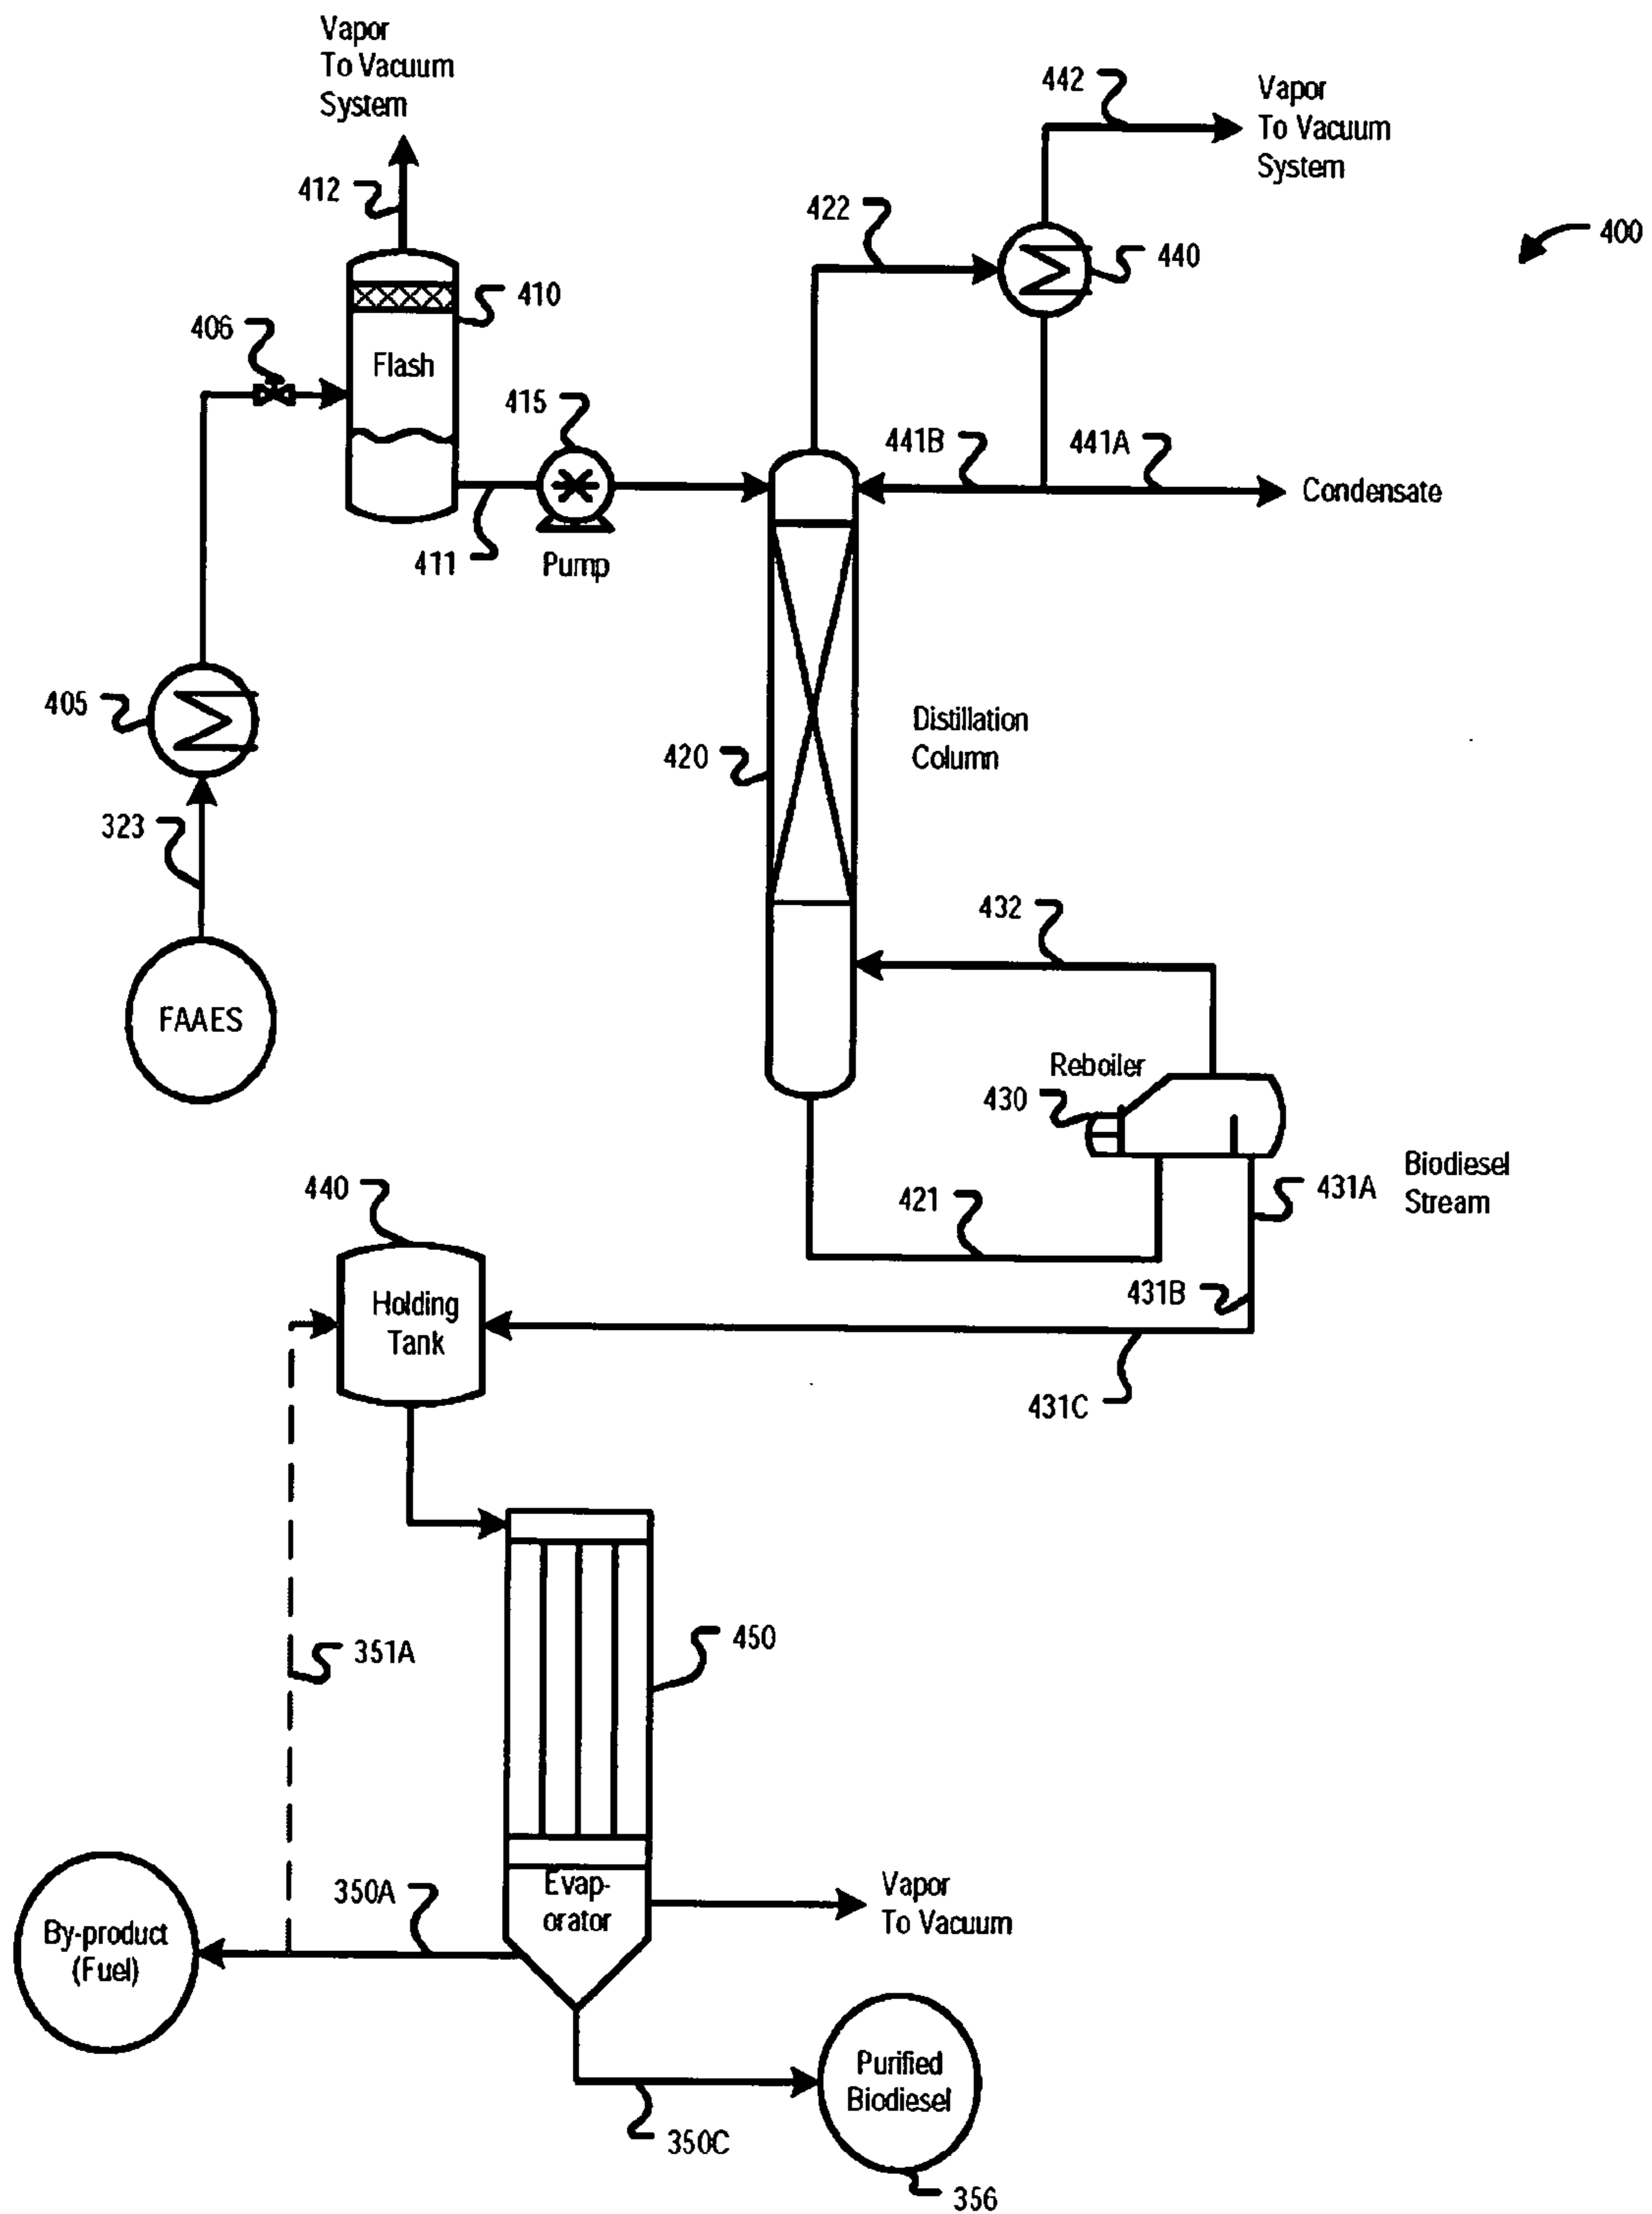 Vapor
To Vacuum
System
442
Vapor
To Vacuum
System
412
422
400
440
410
406
Flash
415
441B
441A
Condensate
411
Pump
405
Distillation
Column
420
323
432
FAAES
Reboiler
430
Biodiesel
Stream
431A
440
421
431B
Holding
Tank
431C
450
351A
Evap-
orator
350A
Vapor
To Vacuum
By-product
(Fuel)
Purified
Biodiesel
350C
356